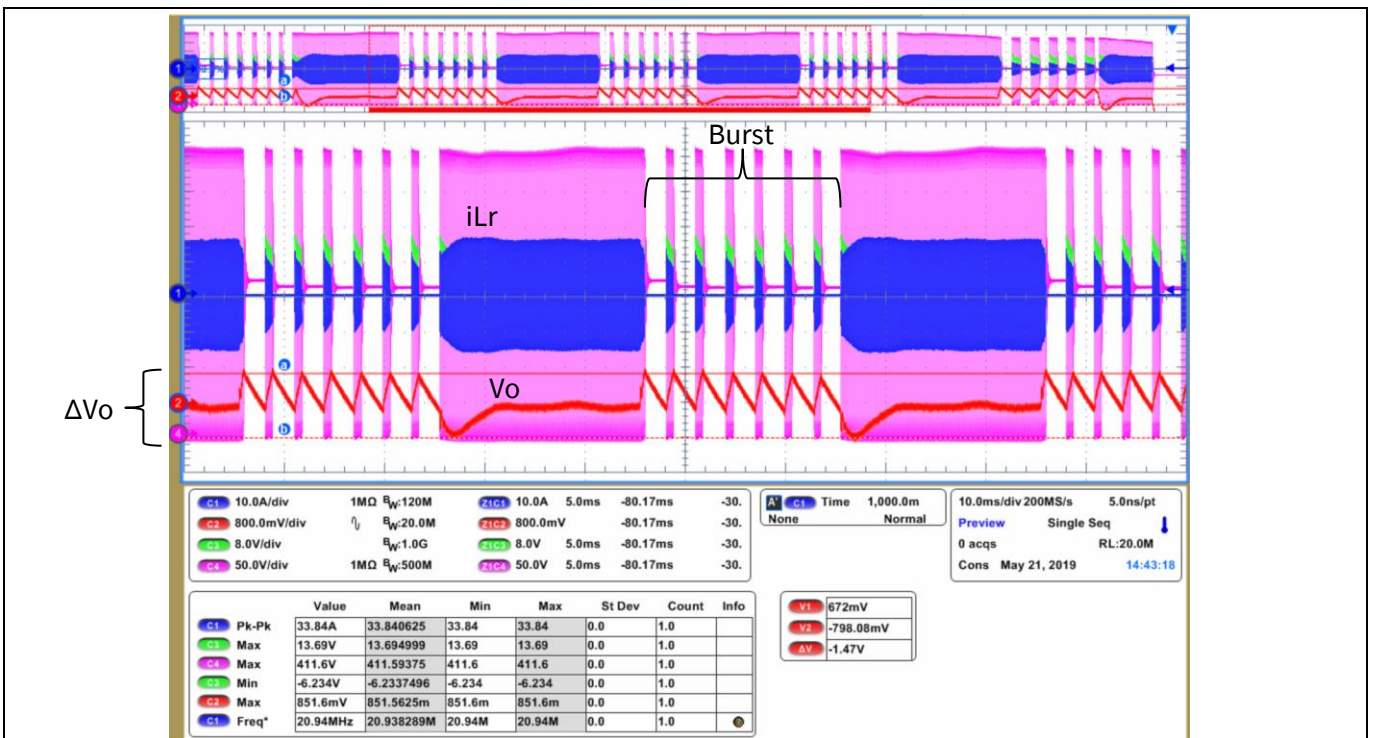 1
a
2
b
Burst
iLr
1
a
ΔVo
Vo
2
b
4
C1 10.0A/div 1MΩ BW:120M Z1C1 10.0A 5.0ms -80.17ms -30.
C2 800.0mV/div BW:20.0M Z1C2 800.0mV -80.17ms -30.
C3 8.0V/div BW:1.0G Z1C3 8.0V 5.0ms -80.17ms -30.
C4 50.0V/div 1MΩ BW:500M Z1C4 50.0V 5.0ms -80.17ms -30.
A' C1 Time 1,000.0m
None Normal
10.0ms/div 200MS/s 5.0ns/pt
Preview Single Seq
0 acqs RL:20.0M
Cons May 21, 2019 14:43:18
Value Mean Min Max St Dev Count Info
C1 Pk-Pk 33.84A 33.840625 33.84 33.84 0.0 1.0
C3 Max 13.69V 13.694999 13.69 13.69 0.0 1.0
C4 Max 411.6V 411.59375 411.6 411.6 0.0 1.0
C3 Min -6.234V -6.2337496 -6.234 -6.234 0.0 1.0
C2 Max 851.6mV 851.5625m 851.6m 851.6m 0.0 1.0
C1 Freq* 20.94MHz 20.938289M 20.94M 20.94M 0.0 1.0
V1 672mV
V2 -798.08mV
ΔV -1.47V